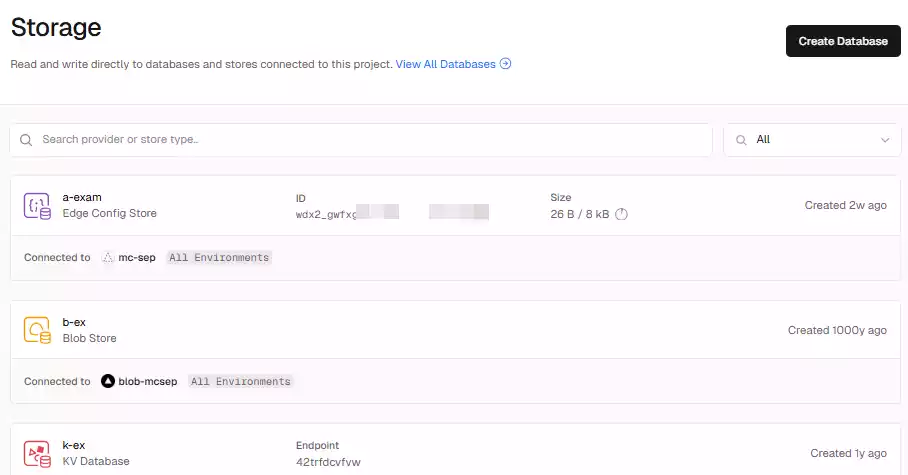 Storage
Create Database
Read and write directly to databases and stores connected to this project. View All Databases
Search provider or store type..
All
a-exam
Edge Config Store
ID
wdx2_gwfxg
Size
26 B / 8 kB
Created 2w ago
Connected to mc-sep All Environments
b-ex
Blob Store
Created 1000y ago
Connected to blob-mcsep All Environments
k-ex
KV Database
Endpoint
42trfdcvfvw
Created 1y ago